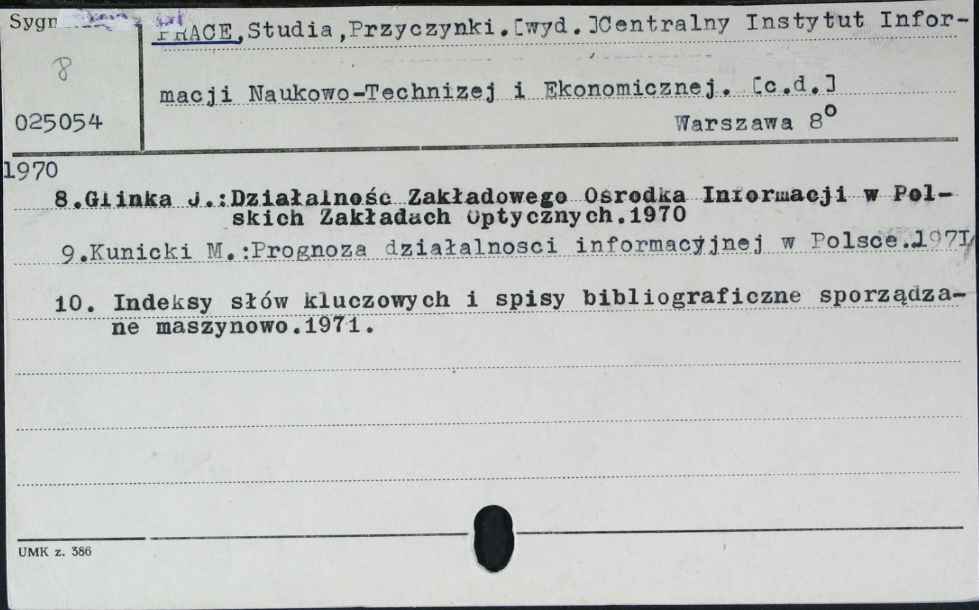 Sygn
PRACE,Studia,Przyczynki.[wyd.]Centralny Instytut Infor-
8
macji Naukowo-Technizej i Ekonomicznej. [c.d.]
025054
Warszawa 8°
1970
8.Glinka J.:Działalnośc Zakładowego Osrodka Informacji w Pol-
skich Zakładach Optycznych.1970
9.Kunicki M.:Prognoza działalnosci informacyjnej w Polsce.1971
10. Indeksy słów kluczowych i spisy bibliograficzne sporządza-
ne maszynowo.1971.
UMK z. 386